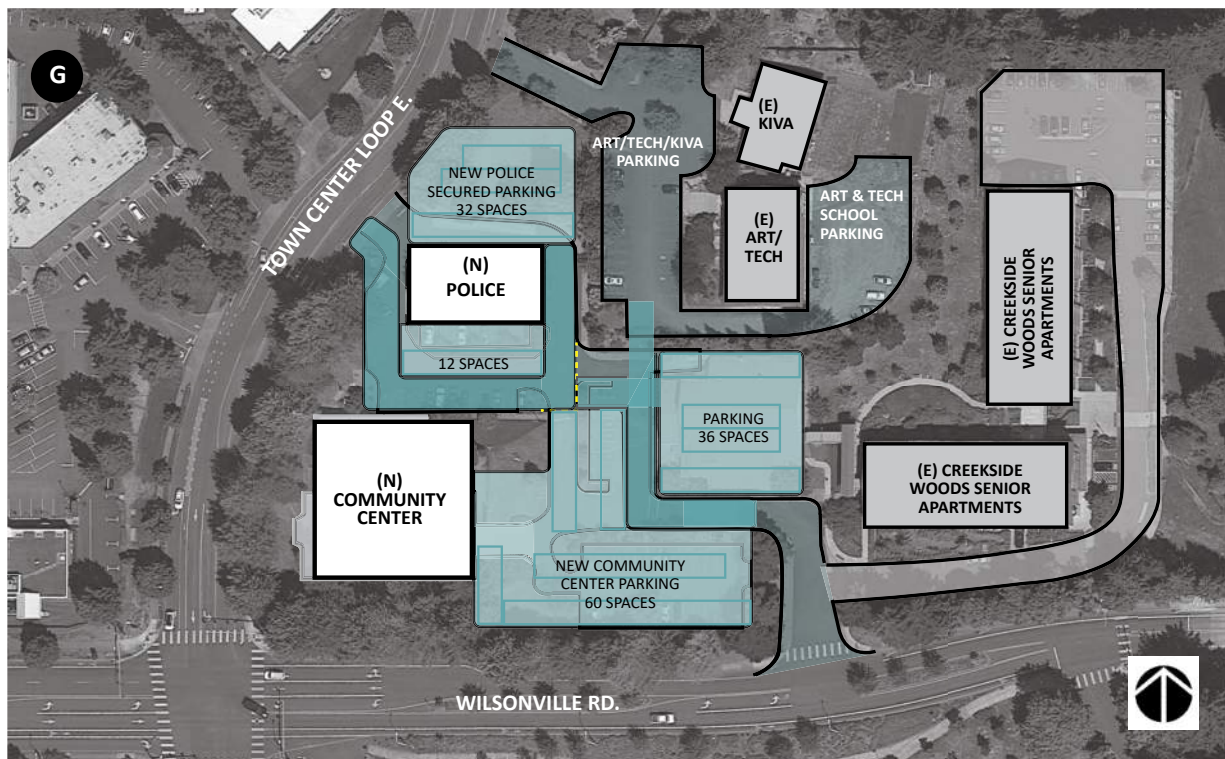 G
TOWN CENTER LOOP E.
NEW POLICE
SECURED PARKING
32 SPACES
ART/TECH/KIVA
PARKING
(E)
KIVA
ART & TECH
SCHOOL
PARKING
(E)
ART/
TECH
(N)
POLICE
12 SPACES
(E) CREEKSIDE
WOODS SENIOR
APARTMENTS
PARKING
36 SPACES
(N)
COMMUNITY
CENTER
(E) CREEKSIDE
WOODS SENIOR
APARTMENTS
NEW COMMUNITY
CENTER PARKING
60 SPACES
WILSONVILLE RD.